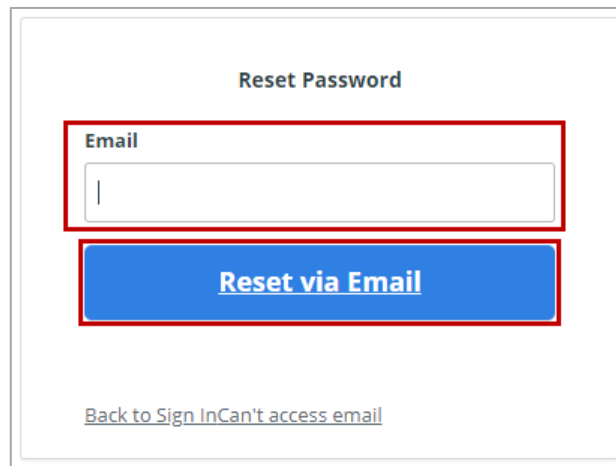 Reset Password
Email
Reset via Email
Back to Sign InCan't access email